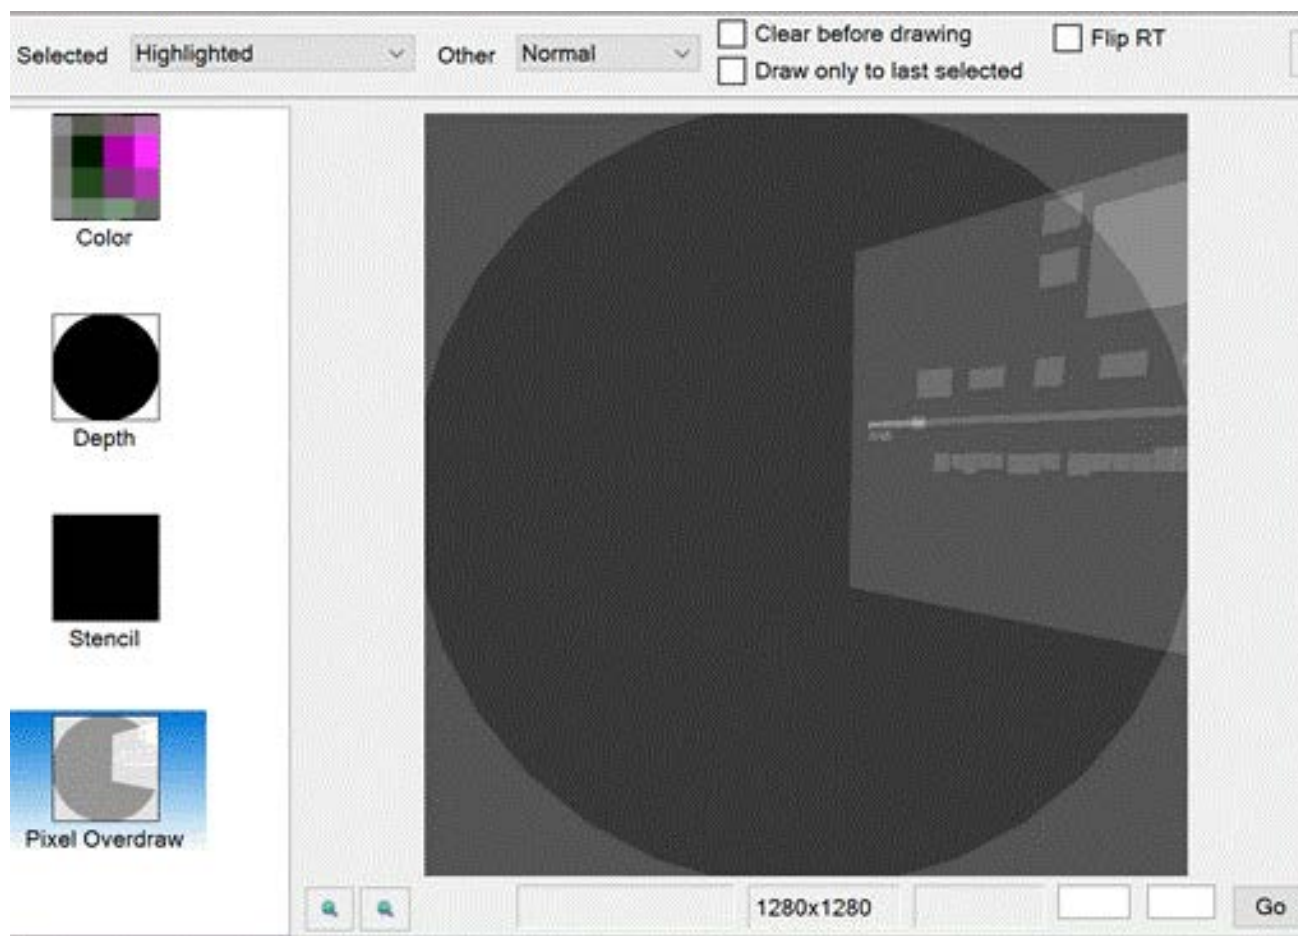 Selected Highlighted Other Normal Clear before drawing Flip RT
Draw only to last selected
Color
Depth
Stencil
Pixel Overdraw
1280x1280 Go